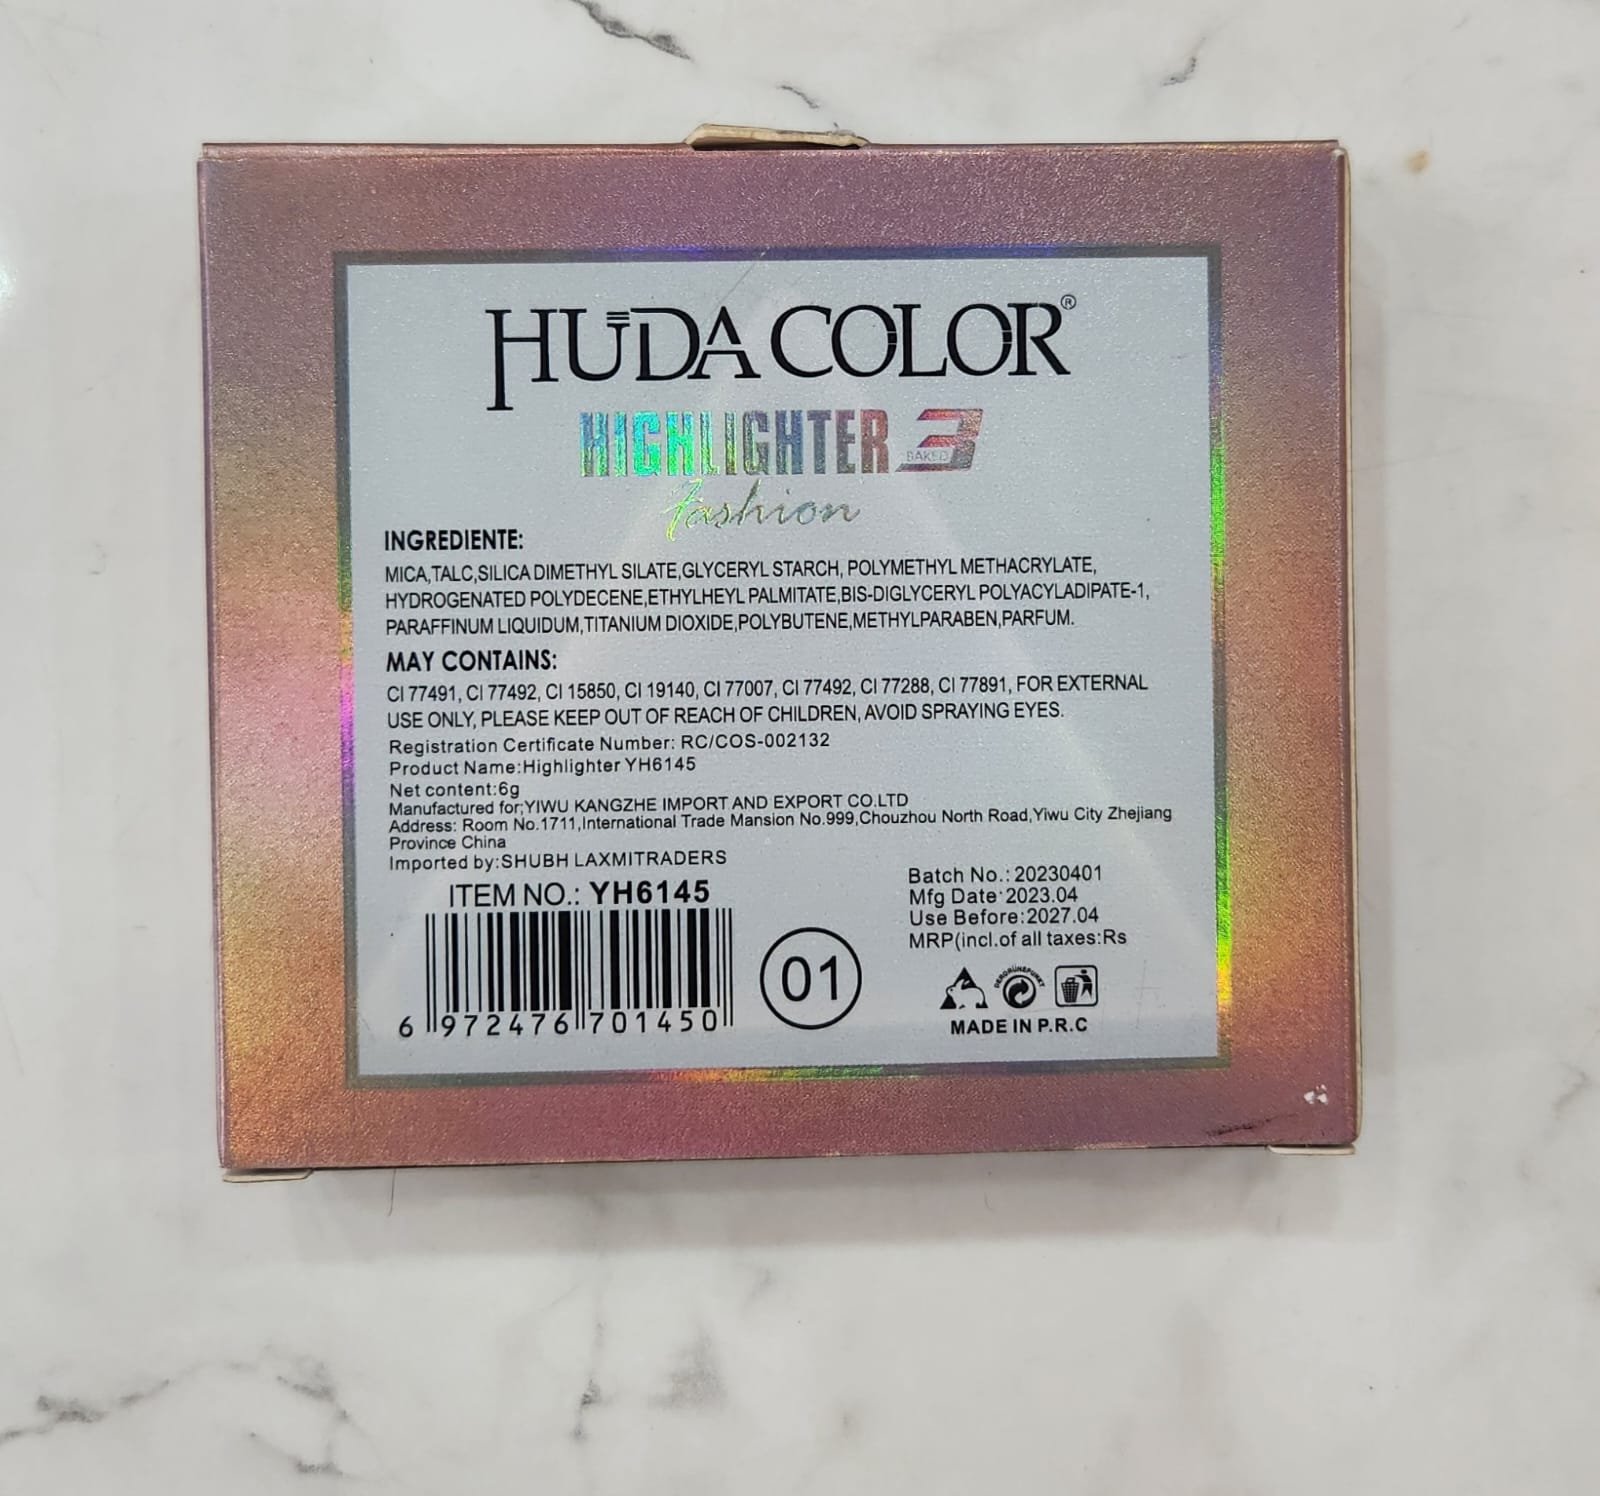 HUDA COLOR®
HIGHLIGHTER 3
BAKED
Fashion
INGREDIENTE:
MICA,TALC,SILICA DIMETHYL SILATE,GLYCERYL STARCH, POLYMETHYL METHACRYLATE,
HYDROGENATED POLYDECENE,ETHYLHEYL PALMITATE,BIS-DIGLYCERYL POLYACYLADIPATE-1,
PARAFFINUM LIQUIDUM,TITANIUM DIOXIDE,POLYBUTENE,METHYLPARABEN,PARFUM.
MAY CONTAINS:
CI 77491, CI 77492, CI 15850, CI 19140, CI 77007, CI 77492, CI 77288, CI 77891, FOR EXTERNAL
USE ONLY, PLEASE KEEP OUT OF REACH OF CHILDREN, AVOID SPRAYING EYES.
Registration Certificate Number: RC/COS-002132
Product Name:Highlighter YH6145
Net content:6g
Manufactured for;YIWU KANGZHE IMPORT AND EXPORT CO.LTD
Address: Room No.1711,International Trade Mansion No.999,Chouzhou North Road,Yiwu City Zhejiang
Province China
Imported by:SHUBH LAXMITRADERS
ITEM NO.: YH6145
6 972476 701450
01
Batch No.: 20230401
Mfg Date:2023.04
Use Before:2027.04
MRP(incl.of all taxes:Rs
DERGRÜNEPUNKT
MADE IN P.R.C